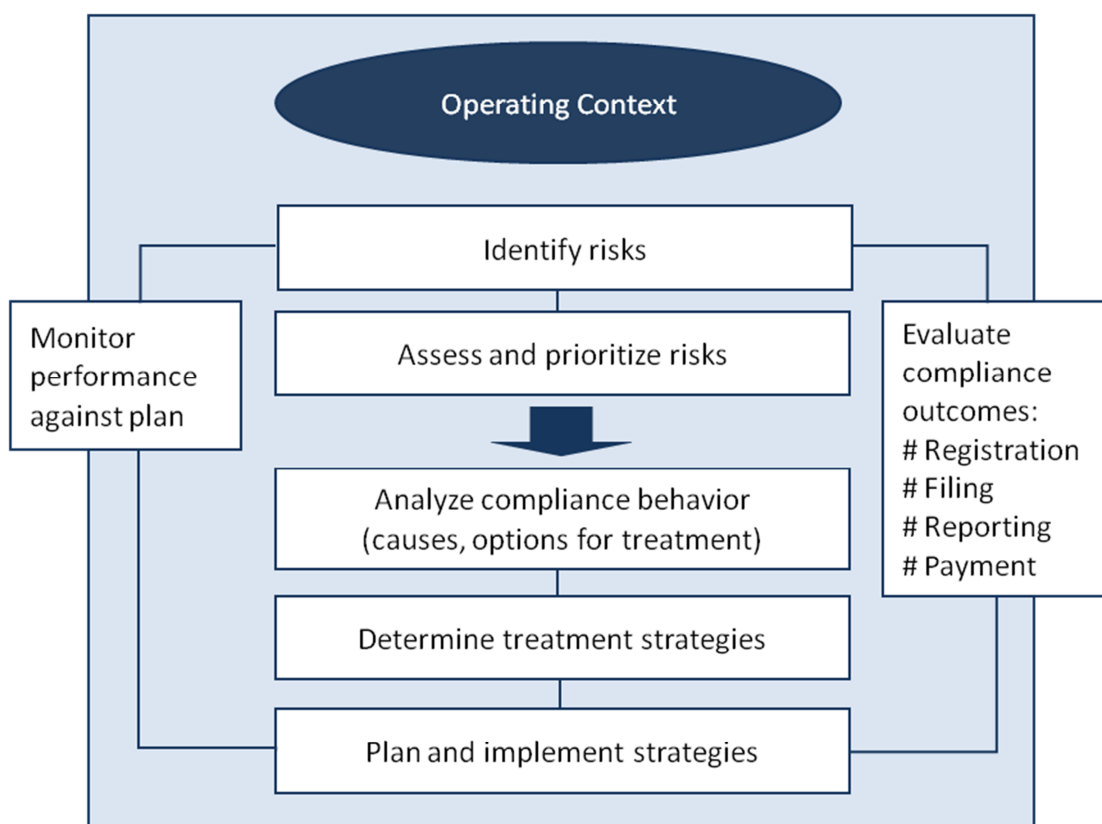 Operating Context
Identify risks
Assess and prioritize risks
Monitor
performance
against plan
Evaluate
compliance
outcomes:
# Registration
# Filing
# Reporting
# Payment
Analyze compliance behavior
(causes, options for treatment)
Determine treatment strategies
Plan and implement strategies